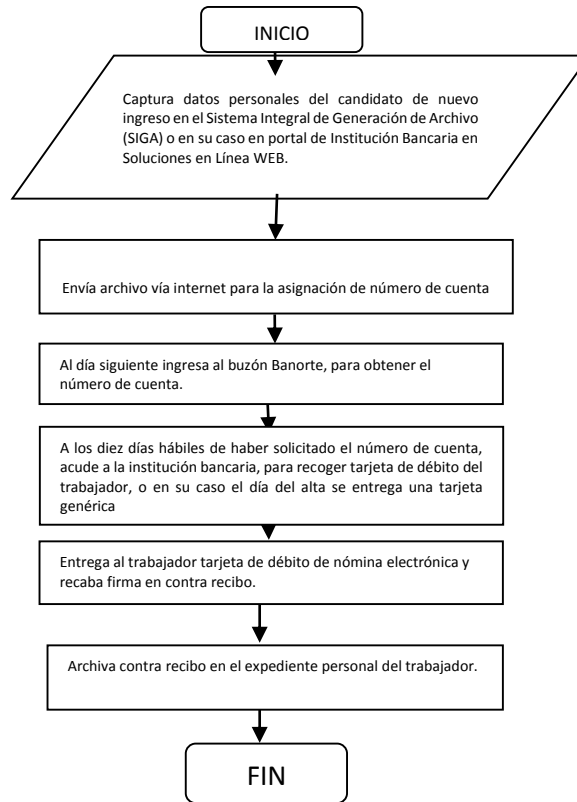 INICIO
Captura datos personales del candidato de nuevo
ingreso en el Sistema Integral de Generación de Archivo
(SIGA) o en su caso en portal de Institución Bancaria en
Soluciones en Línea WEB.
Envía archivo vía internet para la asignación de número de cuenta
Al día siguiente ingresa al buzón Banorte, para obtener el
número de cuenta.
A los diez días hábiles de haber solicitado el número de cuenta,
acude a la institución bancaria, para recoger tarjeta de débito del
trabajador, o en su caso el día del alta se entrega una tarjeta
genérica
Entrega al trabajador tarjeta de débito de nómina electrónica y
recaba firma en contra recibo.
Archiva contra recibo en el expediente personal del trabajador.
FIN